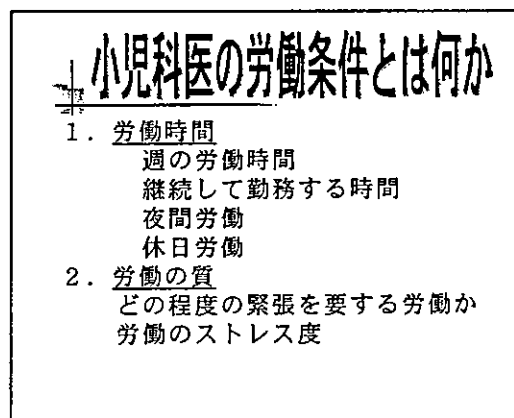 小児科医の労働条件とは何か
1. 労働時間
週の労働時間
継続して勤務する時間
夜間労働
休日労働
2. 労働の質
どの程度の緊張を要する労働か
労働のストレス度